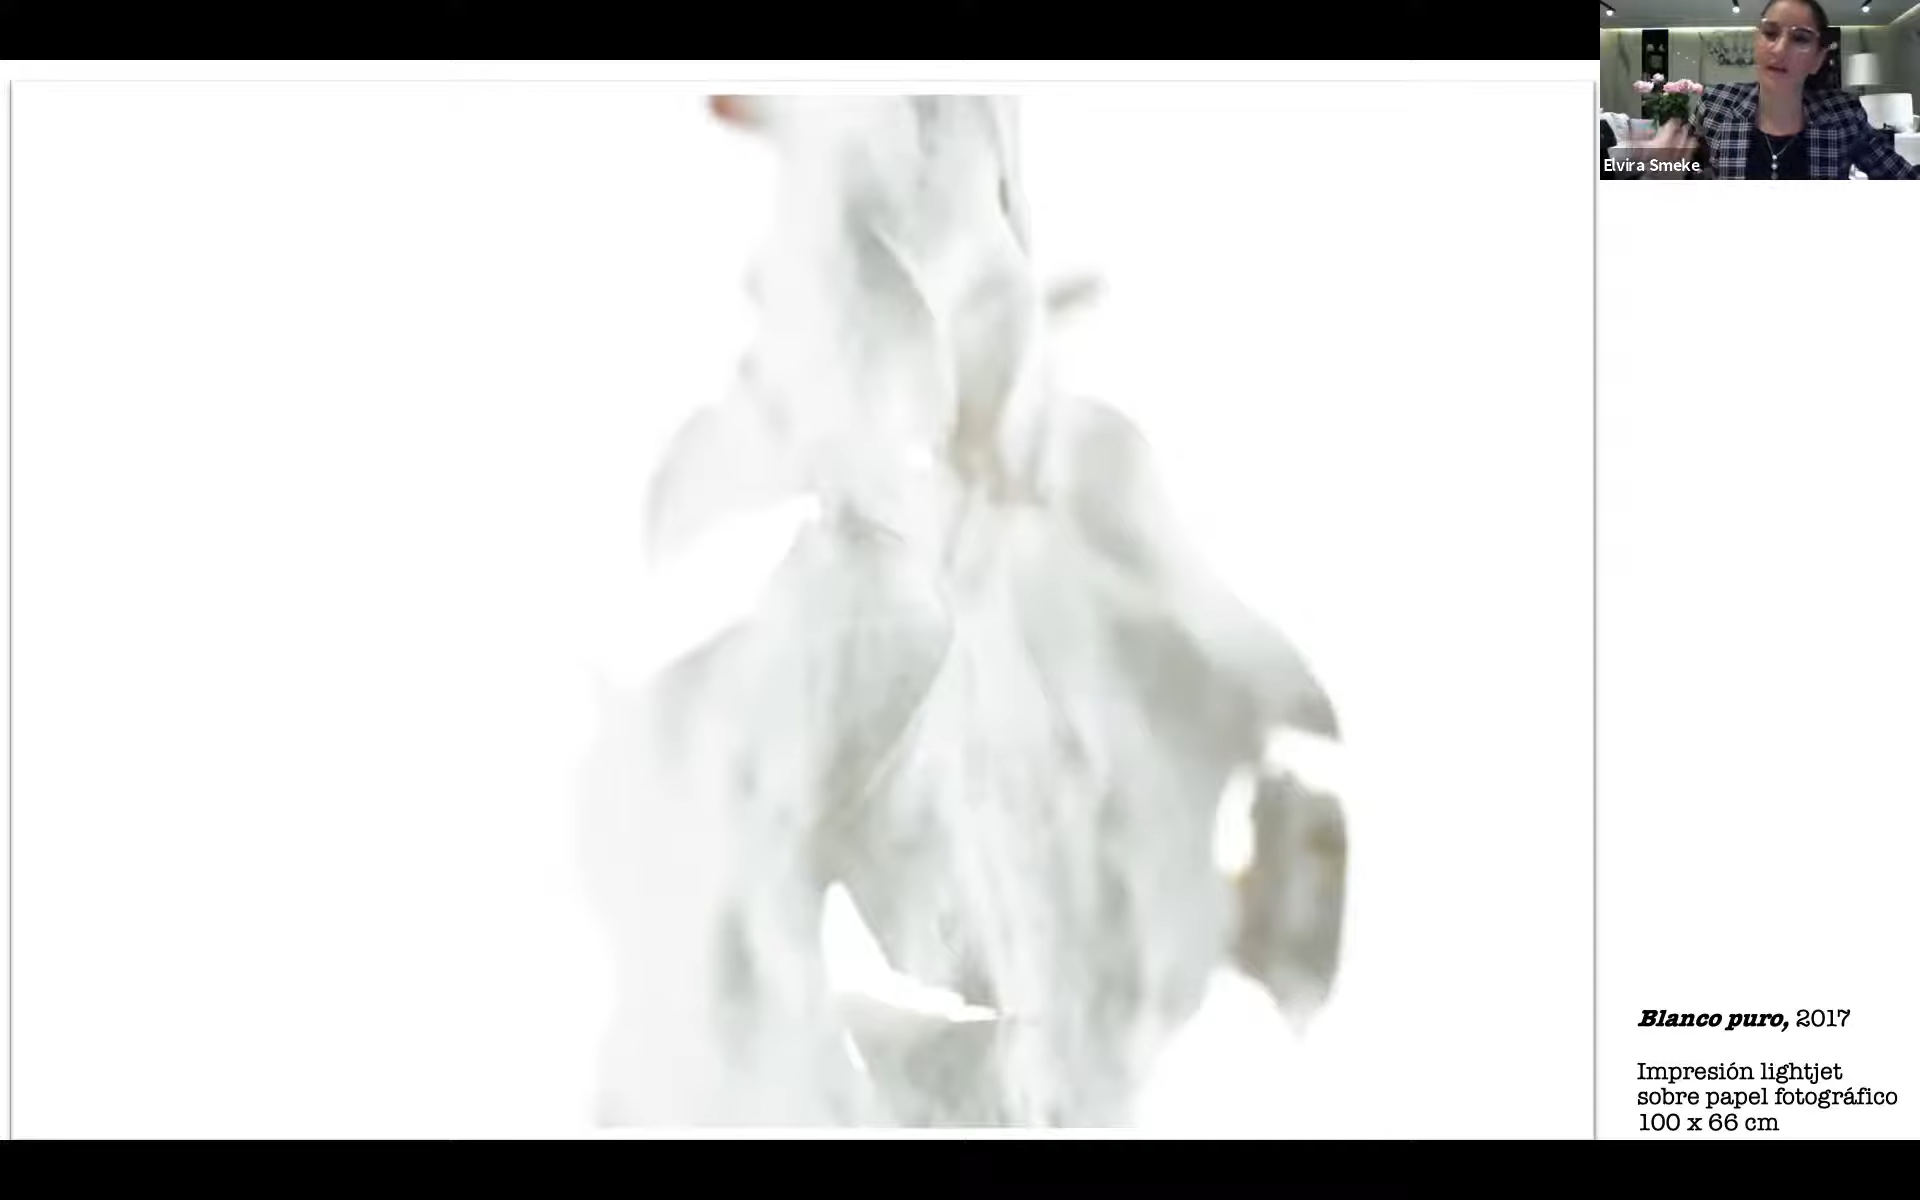 Elvira Smeke
Blanco puro, 2017
Impresión lightjet
sobre papel fotográfico
100 x 66 cm